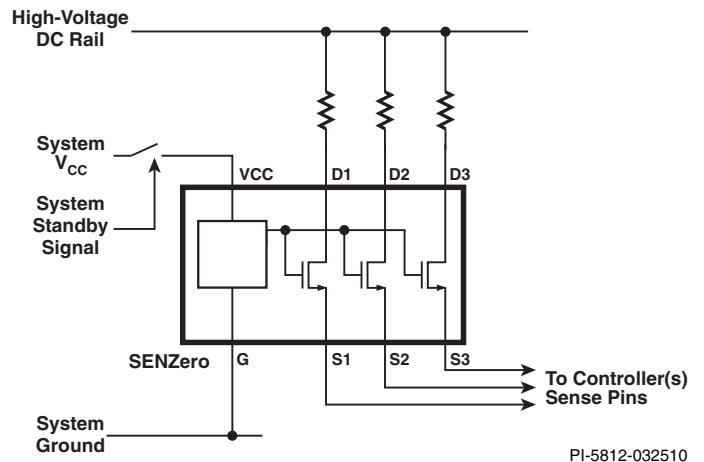 High-Voltage
DC Rail
System
VCC
System
Standby
Signal
VCC
D1
D2
D3
SENZero
G
S1
S2
S3
To Controller(s)
Sense Pins
System
Ground
PI-5812-032510